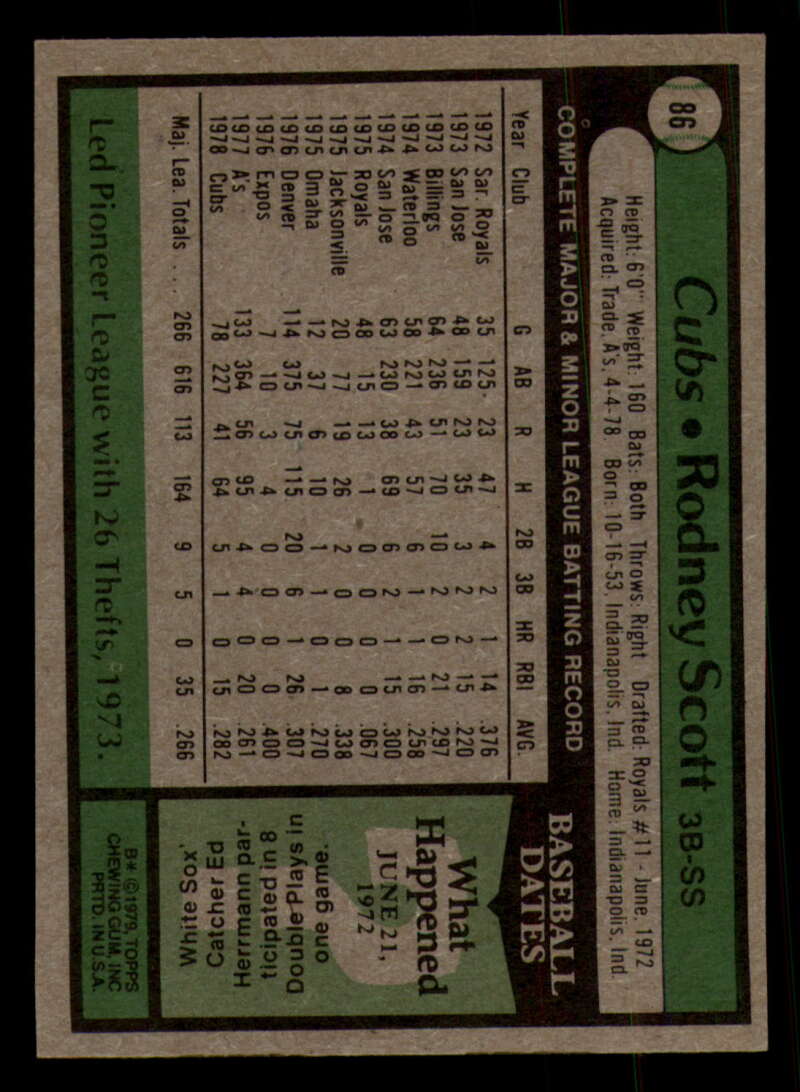 86
Cubs • Rodney Scott 3B-SS
Height: 6'0" Weight: 160 Bats: Both Throws: Right Drafted: Royals #11 - June, 1972
Acquired: Trade, A's, 4-4-78 Born: 10-16-53, Indianapolis, Ind. Home: Indianapolis, Ind.
COMPLETE MAJOR & MINOR LEAGUE BATTING RECORD
Year Club G AB R H 2B 3B HR RBI AVG.
1972 Sar. Royals 35 125 23 47 4 2 1 14 .376
1973 San Jose 48 159 23 35 3 2 2 15 .220
1973 Billings 64 236 51 70 10 2 0 21 .297
1974 Waterloo 58 221 43 57 6 1 1 16 .258
1974 San Jose 63 230 38 69 6 2 1 15 .300
1975 Royals 48 15 13 1 0 0 0 0 .067
1975 Jacksonville 20 77 19 26 2 0 0 8 .338
1975 Omaha 12 37 6 10 1 1 0 1 .270
1976 Denver 114 375 75 115 20 6 1 26 .307
1976 Expos 7 10 3 4 0 0 0 0 .400
1977 A's 133 364 56 95 4 4 0 20 .261
1978 Cubs 78 227 41 64 5 1 0 15 .282
Maj. Lea. Totals . . . 266 616 113 164 9 5 0 35 .266
Led Pioneer League with 26 Thefts, 1973.
BASEBALL
DATES
What
Happened
JUNE 21,
1972
White Sox'
Catcher Ed
Herrmann par-
ticipated in 8
Double Plays in
one game.
B* ©1979, TOPPS
CHEWING GUM, INC
PRTD. IN U.S.A.